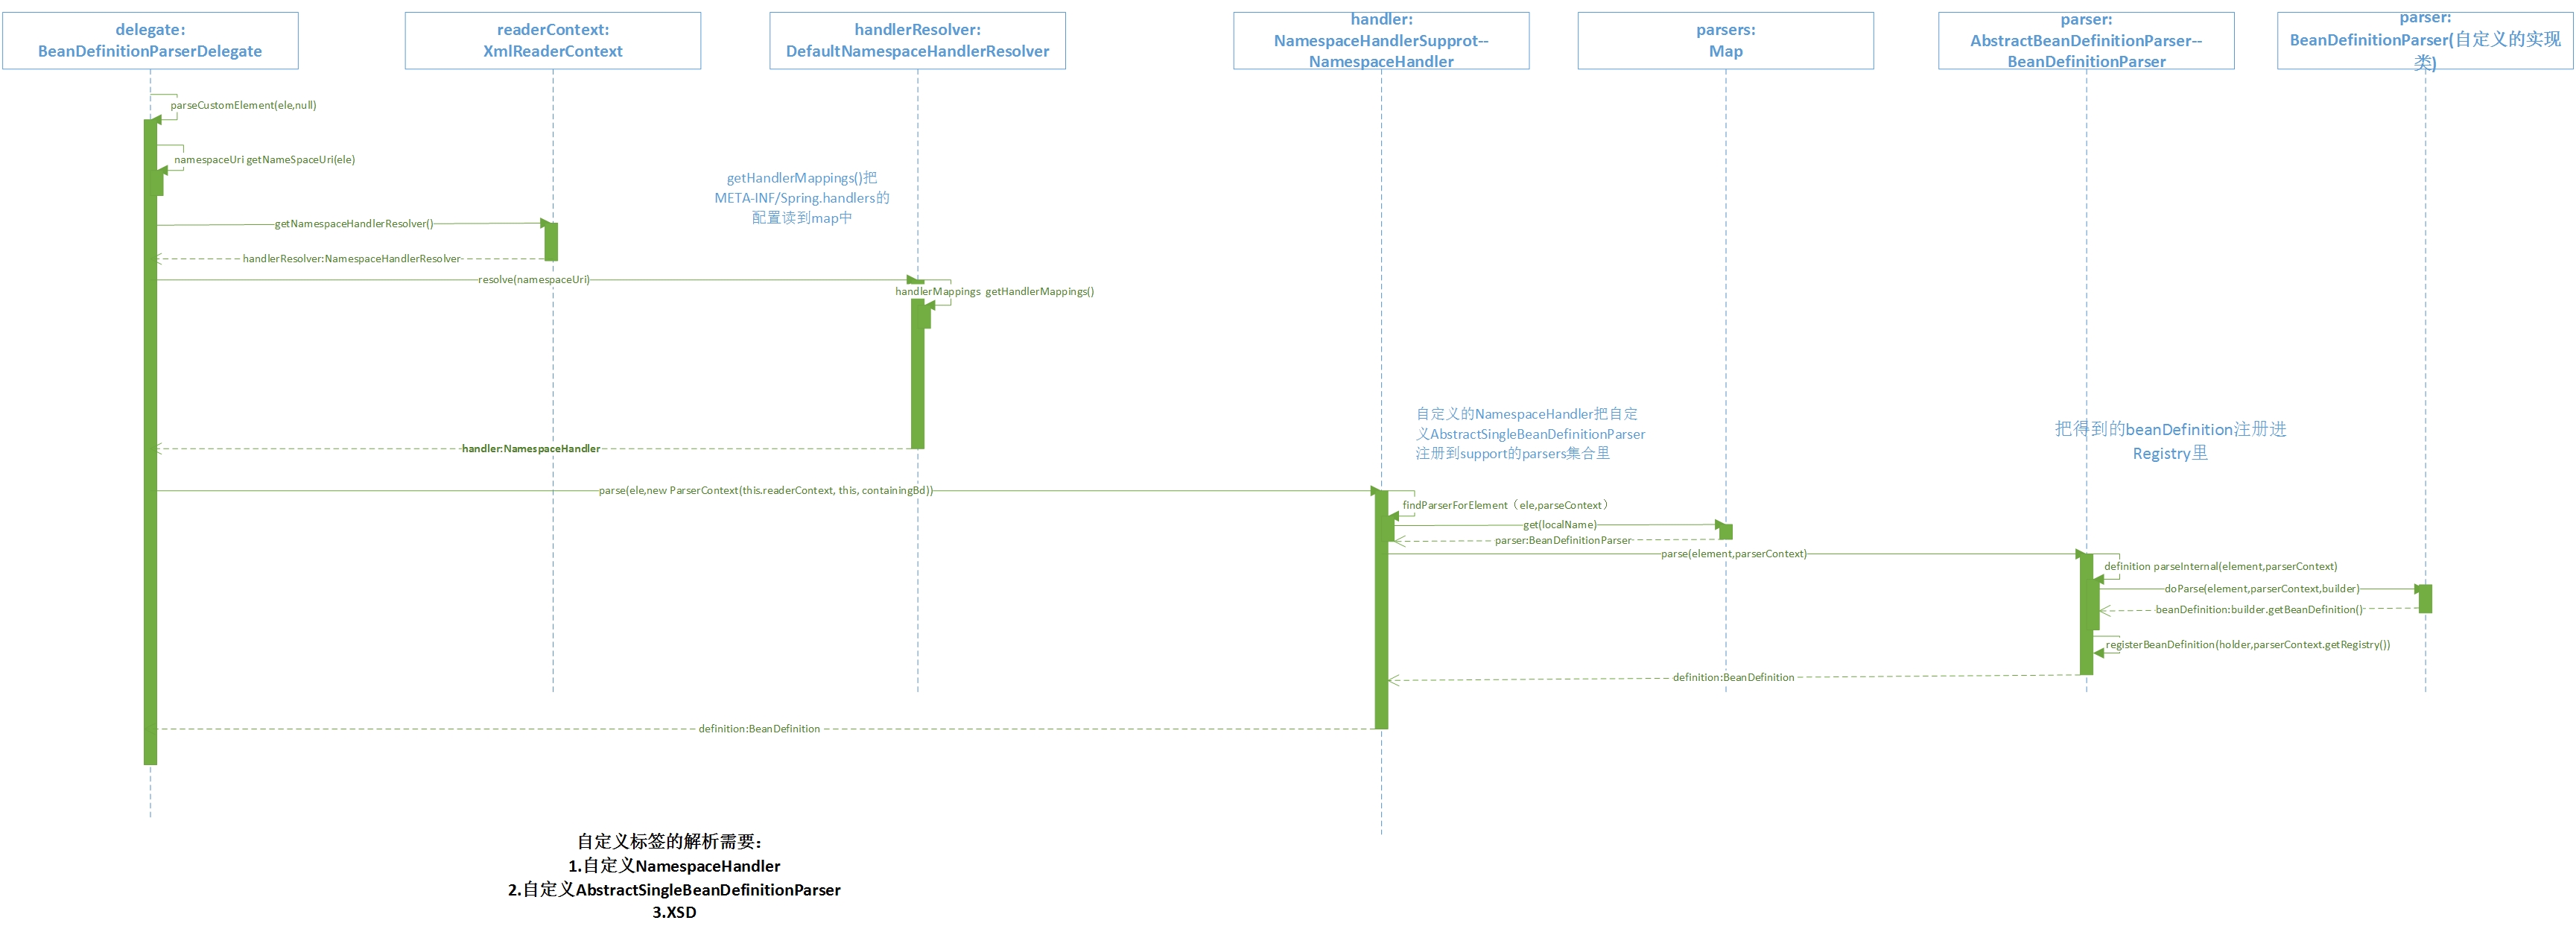 delegate:
BeanDefinitionParserDelegate
readerContext:
XmlReaderContext
handlerResolver:
DefaultNamespaceHandlerResolver
handler:
NamespaceHandlerSupprot--
NamespaceHandler
parsers:
Map
parser:
AbstractBeanDefinitionParser--
BeanDefinitionParser
parser:
BeanDefinitionParser(自定义的实现
类)
parseCustomElement(ele,null)
namespaceUri getNameSpaceUri(ele)
getHandlerMappings()把
META-INF/Spring.handlers的
配置读到map中
getNamespaceHandlerResolver()
handlerResolver:NamespaceHandlerResolver
resolve(namespaceUri)
handlerMappings  getHandlerMappings()
自定义的NamespaceHandler把自定
义AbstractSingleBeanDefinitionParser
注册到support的parsers集合里
把得到的beanDefinition注册进
Registry里
handler:NamespaceHandler
parse(ele,new ParserContext(this.readerContext, this, containingBd))
findParserForElement（ele,parseContext）
get(localName)
parser:BeanDefinitionParser
parse(element,parserContext)
definition parseInternal(element,parserContext)
doParse(element,parserContext,builder)
beanDefinition:builder.getBeanDefinition()
registerBeanDefinition(holder,parserContext.getRegistry())
definition:BeanDefinition
definition:BeanDefinition
自定义标签的解析需要：
1.自定义NamespaceHandler
2.自定义AbstractSingleBeanDefinitionParser
3.XSD